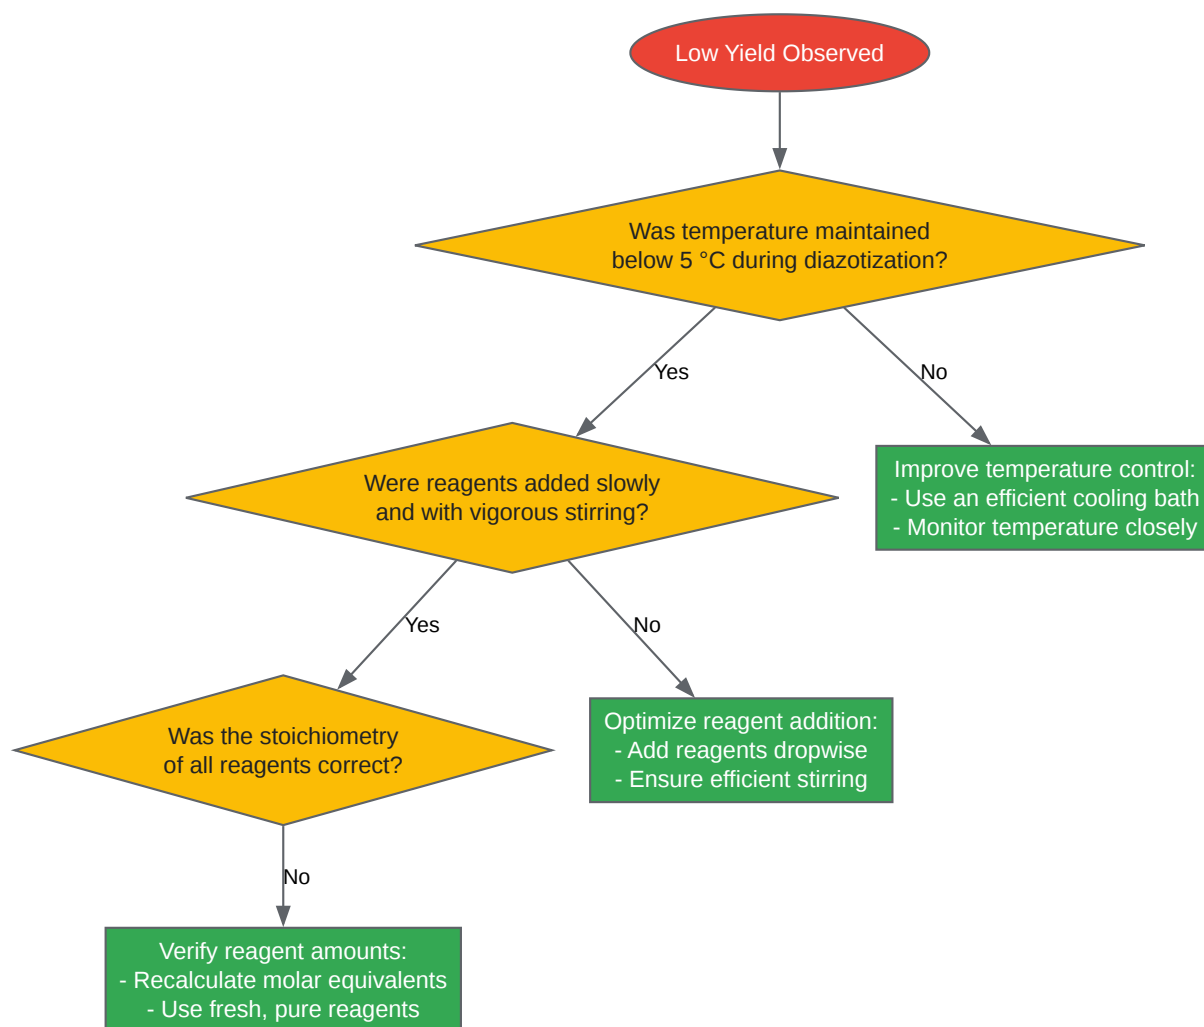 Low Yield Observed
Was temperature maintained
below 5 °C during diazotization?
Yes
No
Were reagents added slowly
and with vigorous stirring?
Improve temperature control:
- Use an efficient cooling bath
- Monitor temperature closely
Yes
No
Was the stoichiometry
of all reagents correct?
Optimize reagent addition:
- Add reagents dropwise
- Ensure efficient stirring
No
Verify reagent amounts:
- Recalculate molar equivalents
- Use fresh, pure reagents